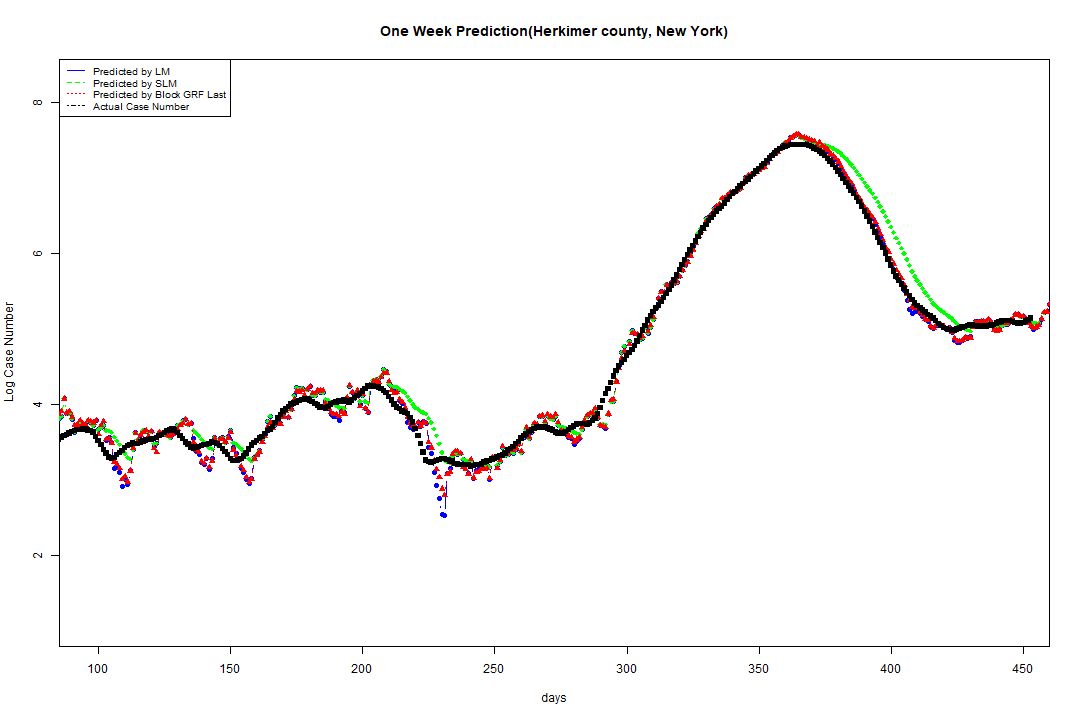 One Week Prediction(Herkimer county, New York)
Predicted by LM
Predicted by SLM
Predicted by Block GRF Last
Actual Case Number
Log Case Number
8
6
4
2
100 150 200 250 300 350 400 450
days